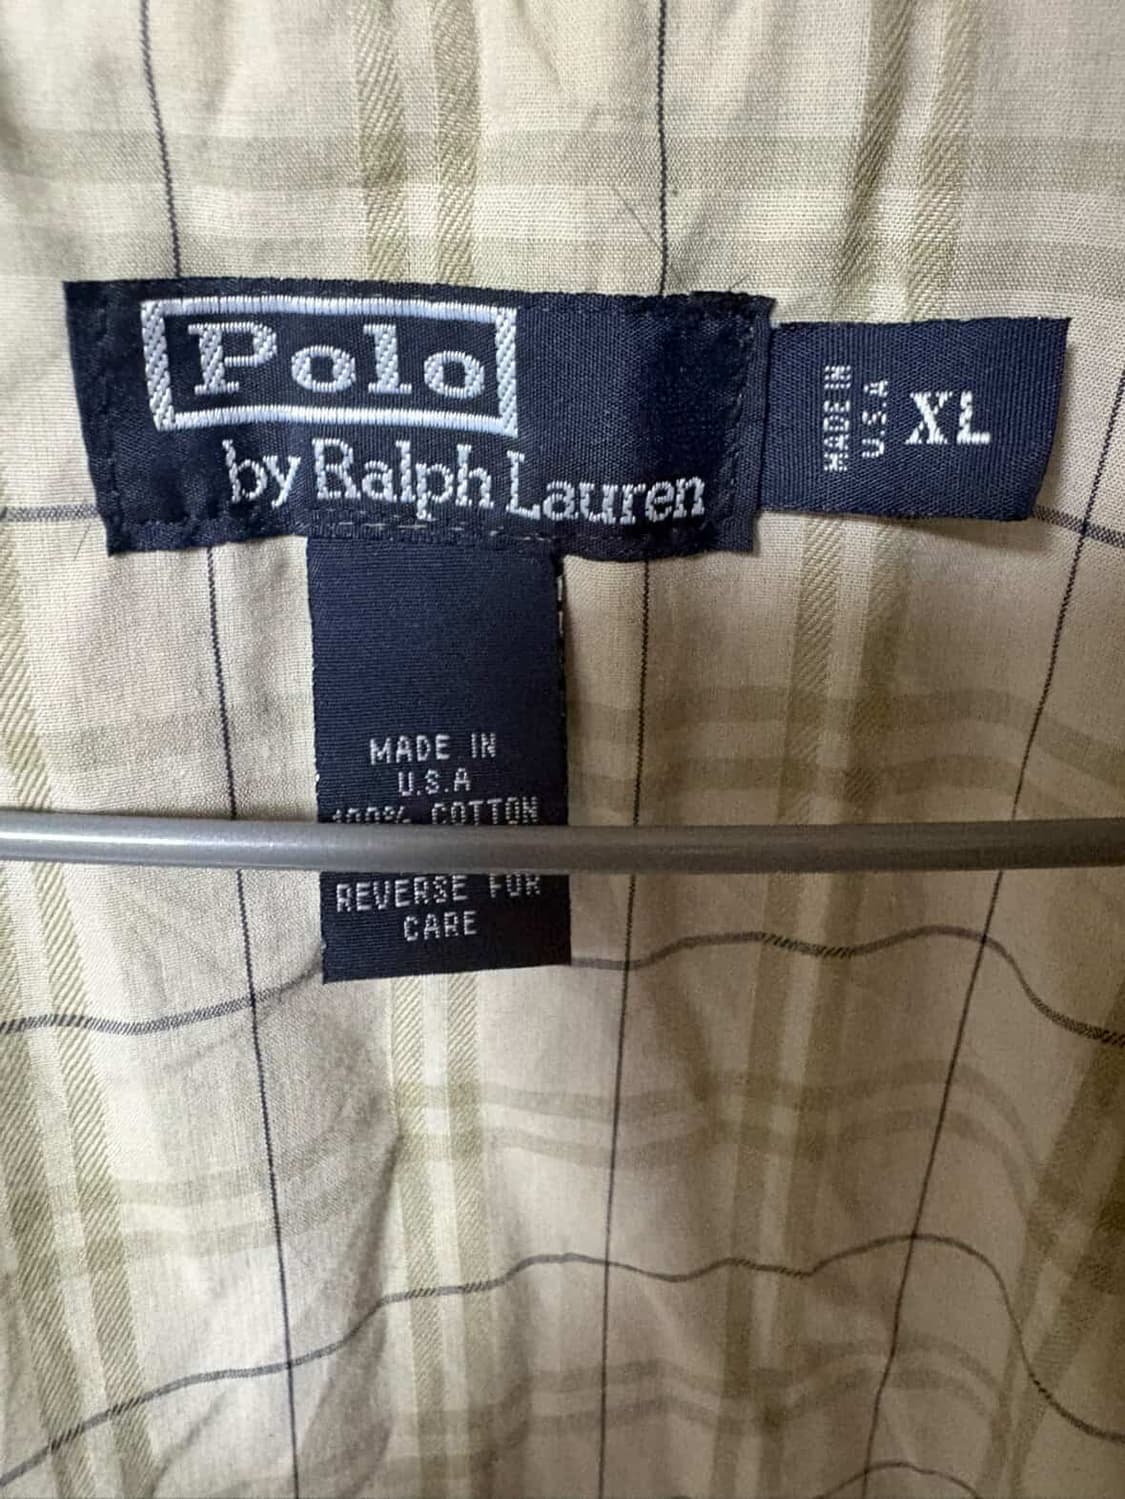 Polo
by Ralph Lauren
MADE IN
U.S.A
XL
MADE IN
U.S.A
100% COTTON
REVERSE FOR
CARE